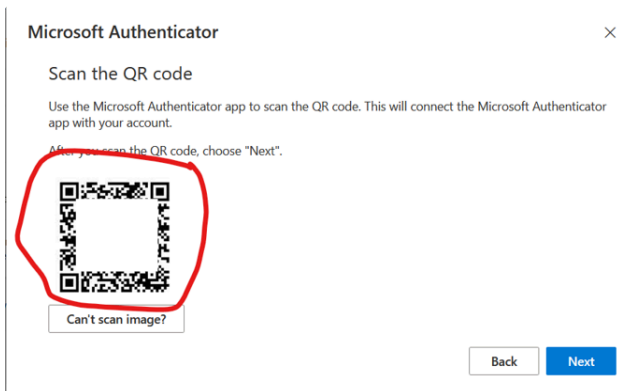 Microsoft Authenticator
Scan the QR code
Use the Microsoft Authenticator app to scan the QR code. This will connect the Microsoft Authenticator
app with your account.
After you scan the QR code, choose "Next".
Can't scan image?
Back
Next